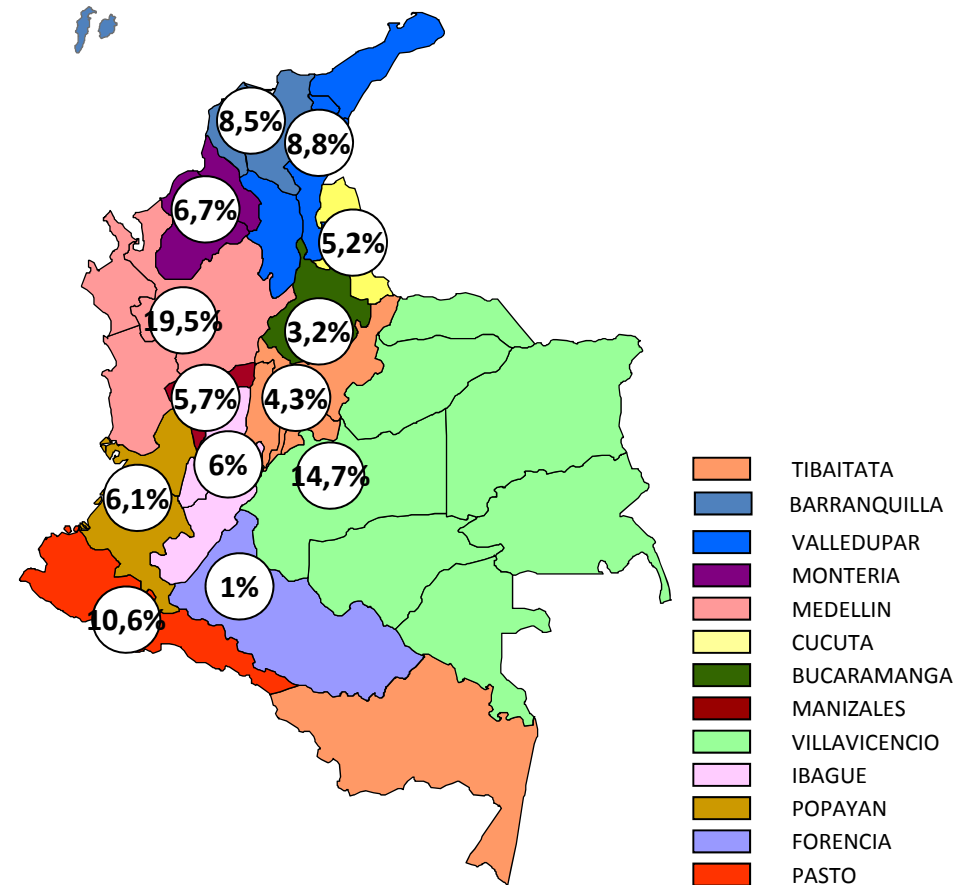 8,5%
8,8%
6,7%
5,2%
19,5%
3,2%
5,7%
4,3%
6%
14,7%
6,1%
1%
10,6%
TIBAITATA
BARRANQUILLA
VALLEDUPAR
MONTERIA
MEDELLIN
CUCUTA
BUCARAMANGA
MANIZALES
VILLAVICENCIO
IBAGUE
POPAYAN
FORENCIA
PASTO